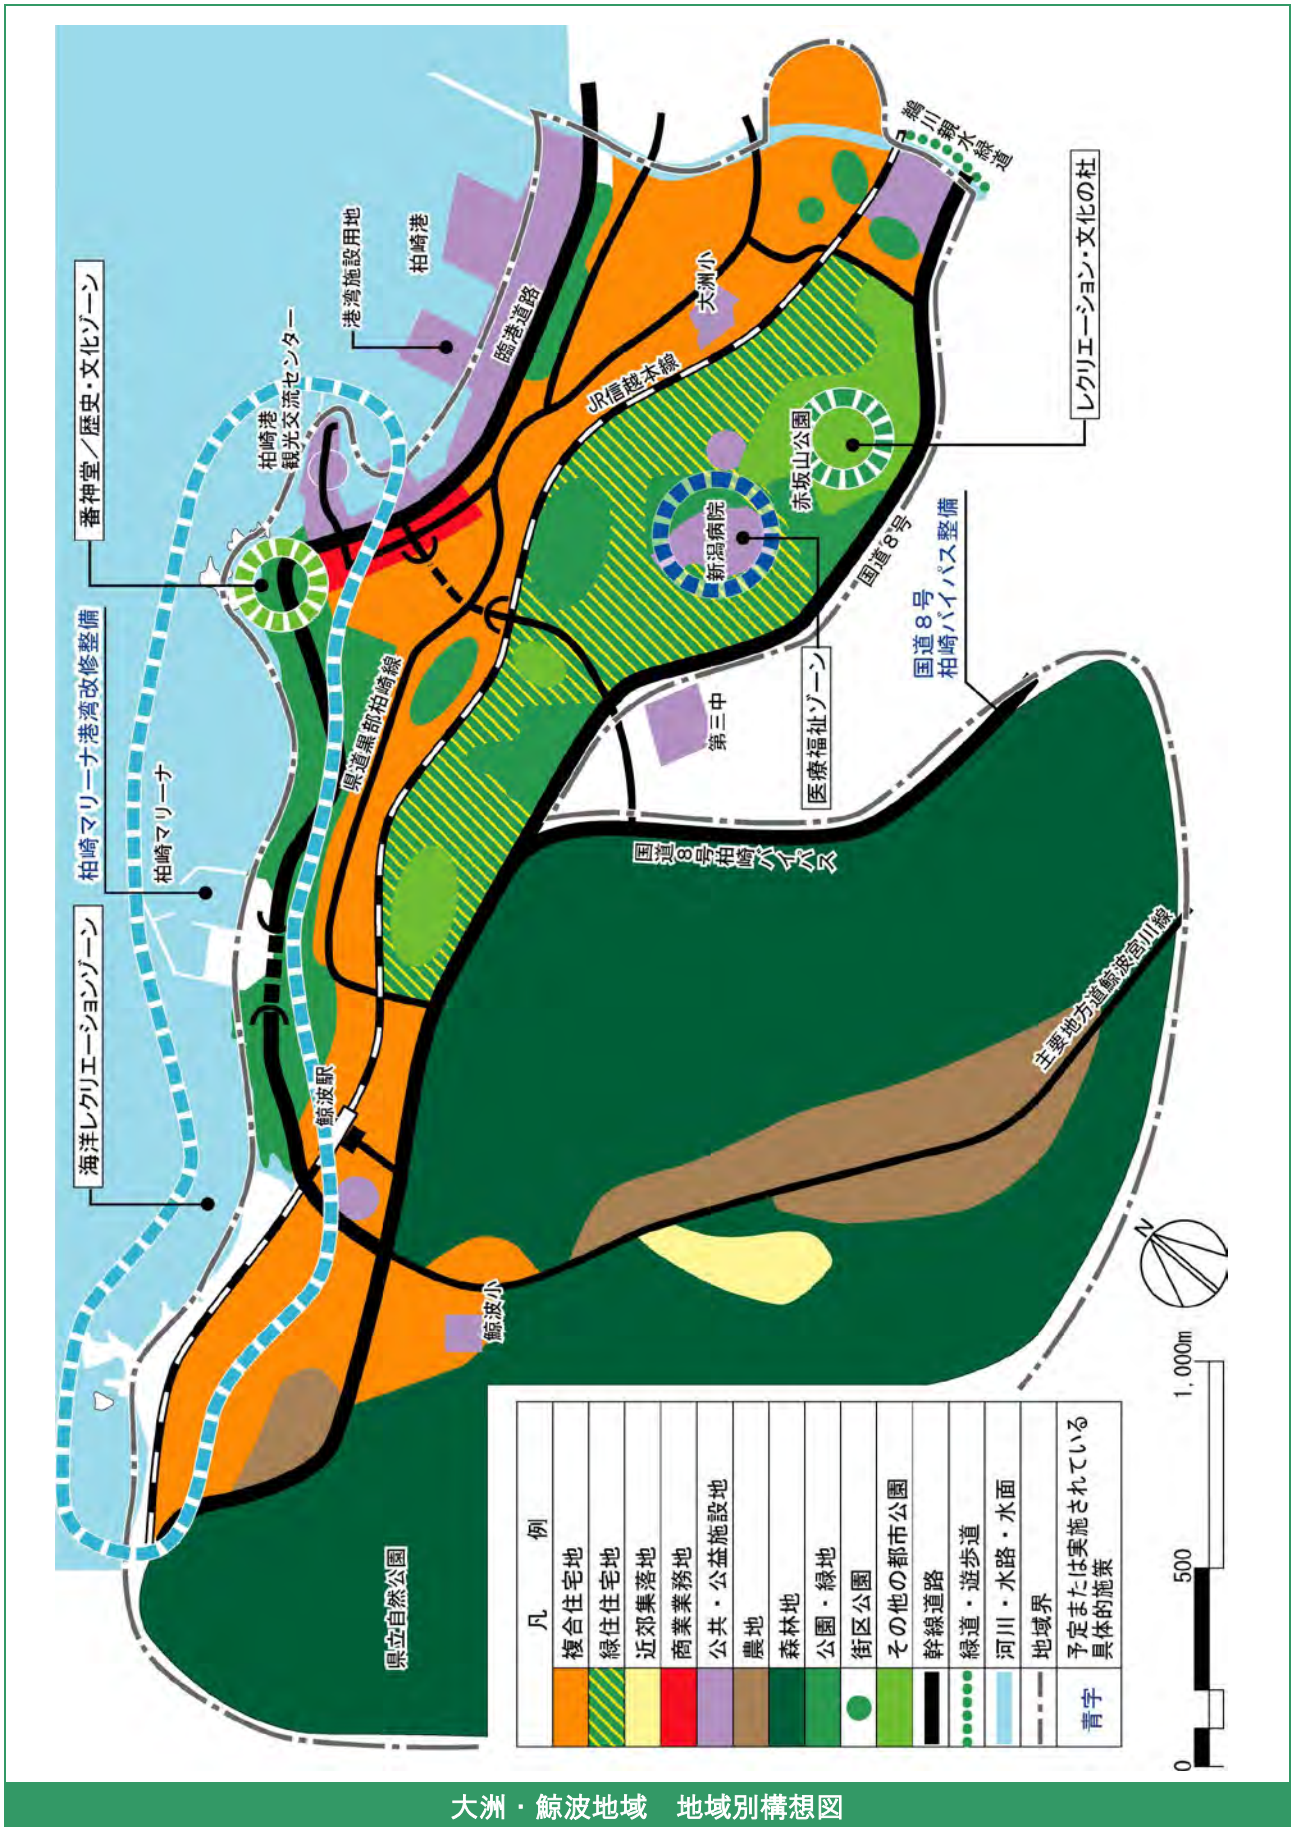 番神堂／歴史・文化ゾーン
柏崎港
観光交流センター
港湾施設用地
柏崎港
臨港道路
鵜川親水緑道
レクリエーション・文化の杜
大洲小
JR信越本線
赤坂山公園
新潟病院
国道８号
国道８号
柏崎バイパス整備
医療福祉ゾーン
第三中
県道黒部柏崎線
柏崎マリーナ港湾改修整備
柏崎マリーナ
国道８号柏崎バイパス
海洋レクリエーションゾーン
鯨波駅
主要地方道鯨波宮川線
鯨波小
県立自然公園
N
凡　例
複合住宅地
緑住住宅地
近郊集落地
商業業務地
公共・公益施設地
農地
森林地
公園・緑地
街区公園
その他の都市公園
幹線道路
緑道・遊歩道
河川・水路・水面
地域界
青字
予定または実施されている
具体的施策
0
500
1,000m
大洲・鯨波地域　地域別構想図